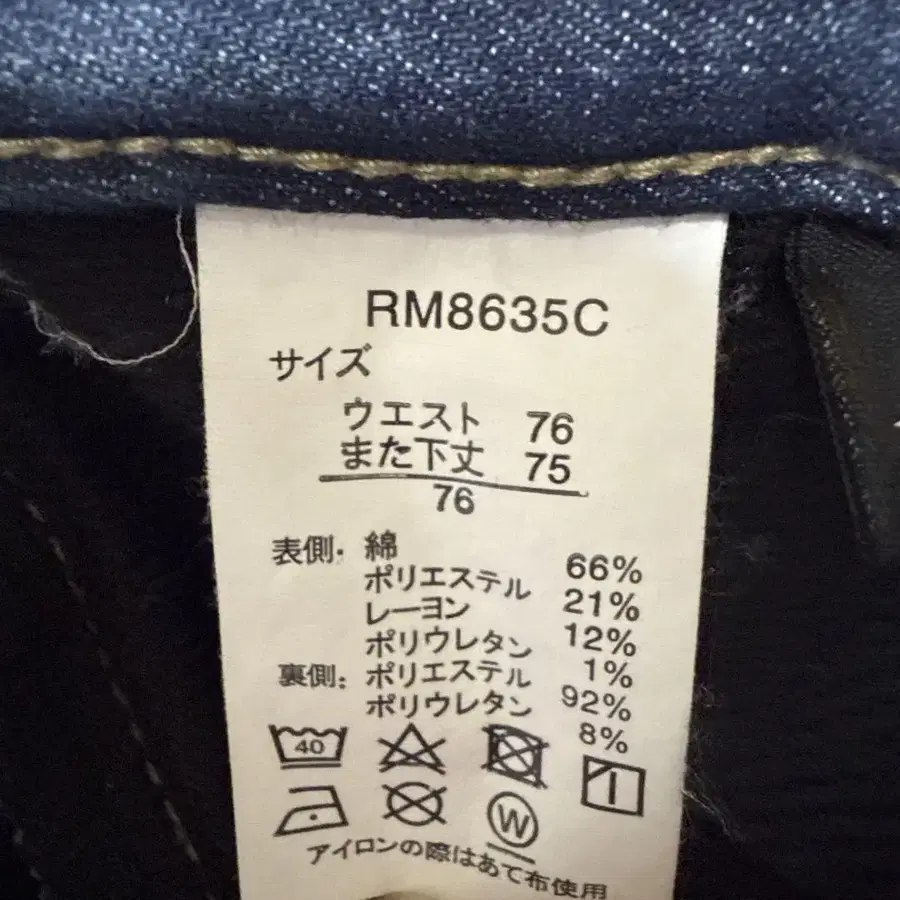 RM8635C
サイズ
ウエスト 76
また下丈 75
76
表側・綿 66%
ポリエステル 21%
レーヨン 12%
ポリウレタン 1%
裏側:ポリエステル 92%
ポリウレタン 8%
40
W
アイロンの際はあて布使用